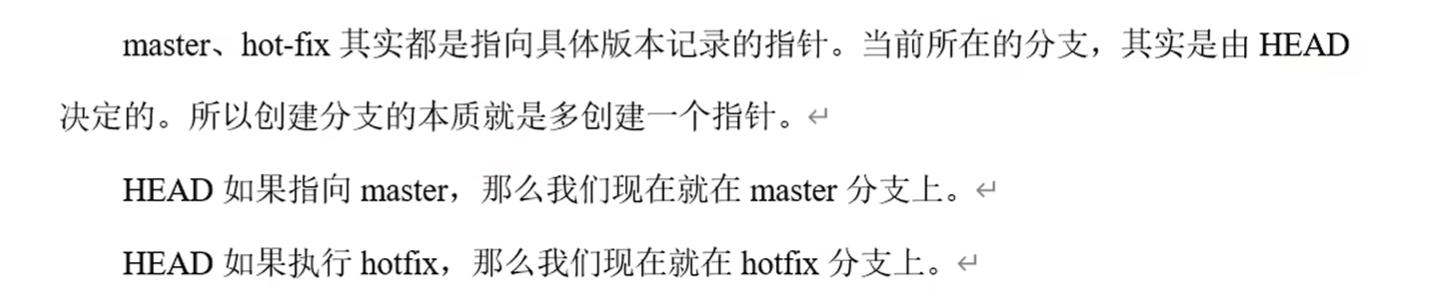 master、hot-fix 其实都是指向具体版本记录的指针。当前所在的分支，其实是由 HEAD
决定的。所以创建分支的本质就是多创建一个指针。↵
HEAD 如果指向 master，那么我们现在就在 master 分支上。↵
HEAD 如果执行 hotfix，那么我们现在就在 hotfix 分支上。↵